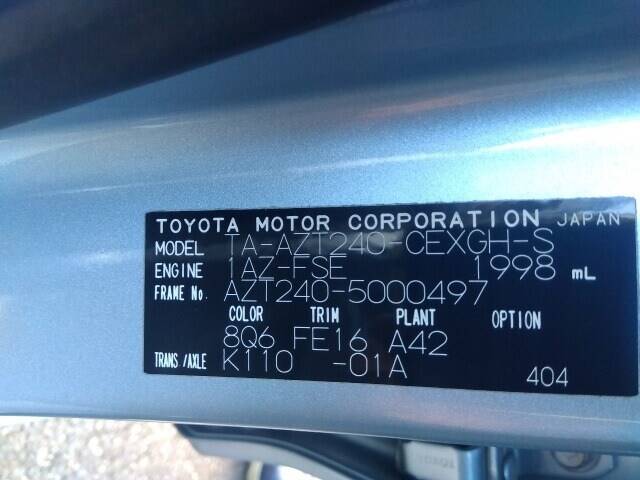 TOYOTA MOTOR CORPORATION JAPAN
MODEL TA-AZT240-CEXGH-S
ENGINE 1AZ-FSE 1998 mL
FRAME No. AZT240-5000497
COLOR TRIM PLANT OPTION
8Q6 FE16 A42
TRANS/AXLE K110 -01A
404